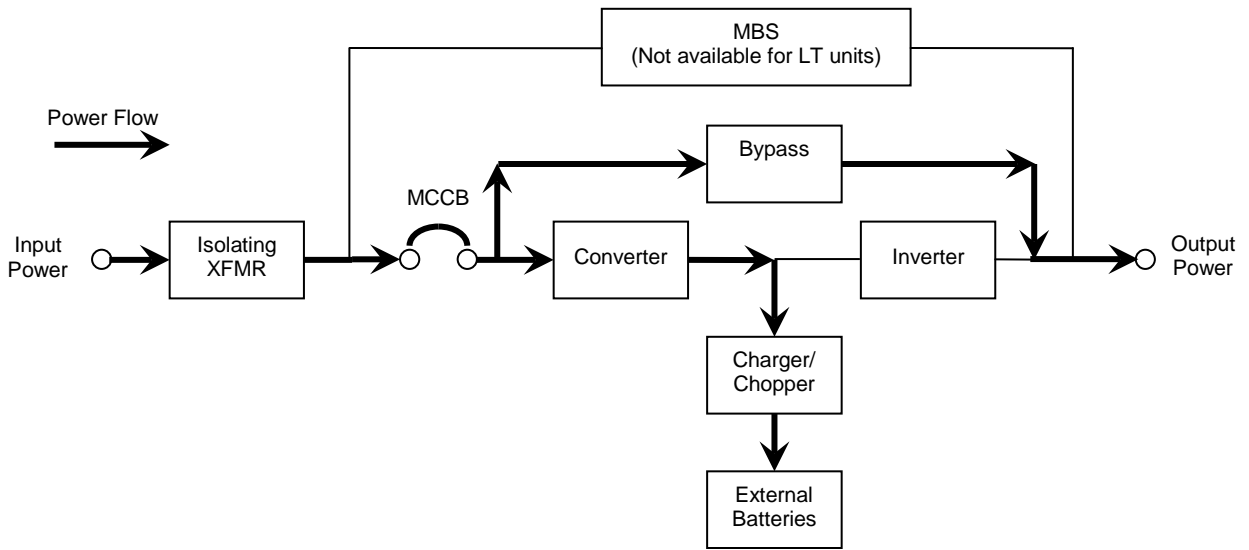 MBS
(Not available for LT units)
Power Flow
Bypass
MCCB
Input
Power
Isolating
XFMR
Converter
Inverter
Output
Power
Charger/
Chopper
External
Batteries